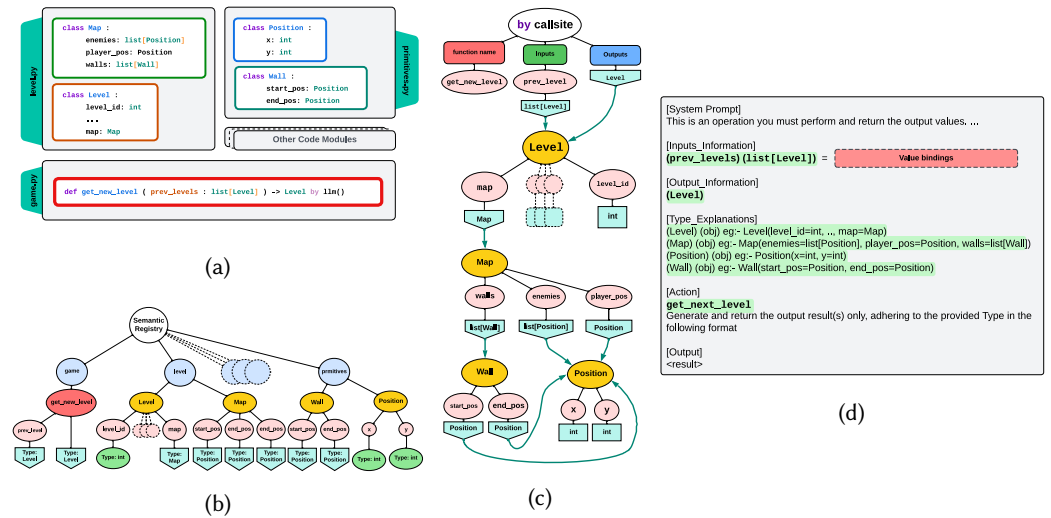 class Map :
enemies: list[Position]
player_pos: Position
walls: list[Wall]
class Level :
level_id: int
...
map: Map
level.py
class Position :
x: int
y: int
class Wall :
start_pos: Position
end_pos: Position
primitives.py
Other Code Modules
game.py
def get_new_level ( prev_levels : list[Level] ) -> Level by llm()
(a)
Semantic
Registry
game
level
prmitives
get_new_level
Level
Map
Wall
Position
prev_level
level_id
map
start_pos
end_pos
end_pos
start_pos
end_pos
x
y
Type:
Level
Type:
Level
Type: int
Type:
Map
Type:
Position
Type:
Position
Type:
Position
Type:
Position
Type:
Position
Type: int
Type: int
(b)
by callsite
function name
Inputs
Outputs
get_new_level
prev_level
Level
list[Level]
Level
map
level_id
Map
int
Map
walls
enemies
player_pos
list[Wall]
list[Position]
Position
Wall
Position
start_pos
end_pos
x
y
Position
Position
int
int
(c)
[System Prompt]
This is an operation you must perform and return the output values. ...
[Inputs_Information]
(prev_levels) (list[Level]) = Value bindings
[Output_Information]
(Level)
[Type_Explanations]
(Level) (obj) eg:- Level(level_id=int, .., map=Map)
(Map) (obj) eg:- Map(enemies=list[Position], player_pos=Position, walls=list[Wall])
(Position) (obj) eg:- Position(x=int, y=int)
(Wall) (obj) eg:- Wall(start_pos=Position, end_pos=Position)
[Action]
get_next_level
Generate and return the output result(s) only, adhering to the provided Type in the
following format
[Output]
<result>
(d)